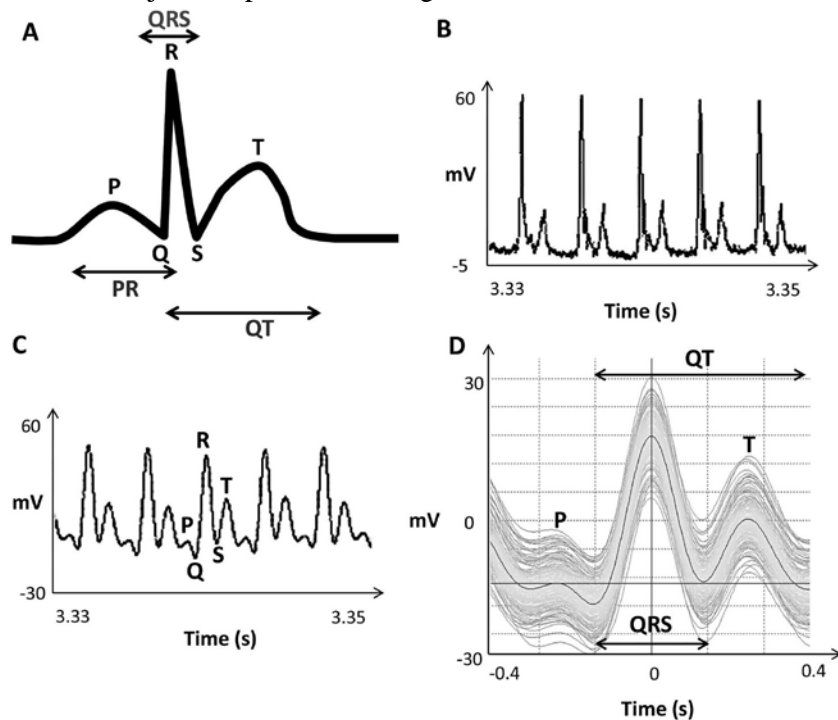 A
QRS
R
P
T
Q
S
PR
QT
B
60
mV
-5
3.33
3.35
Time (s)
C
60
mV
-30
R
T
P
Q
S
3.33
3.35
Time (s)
D
30
QT
T
P
mV
0
QRS
-30
-0.4
0
0.4
Time (s)